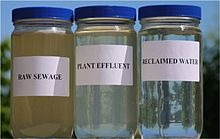 RAW SEWAGE
PLANT EFFLUENT
RECLAIMED WATER